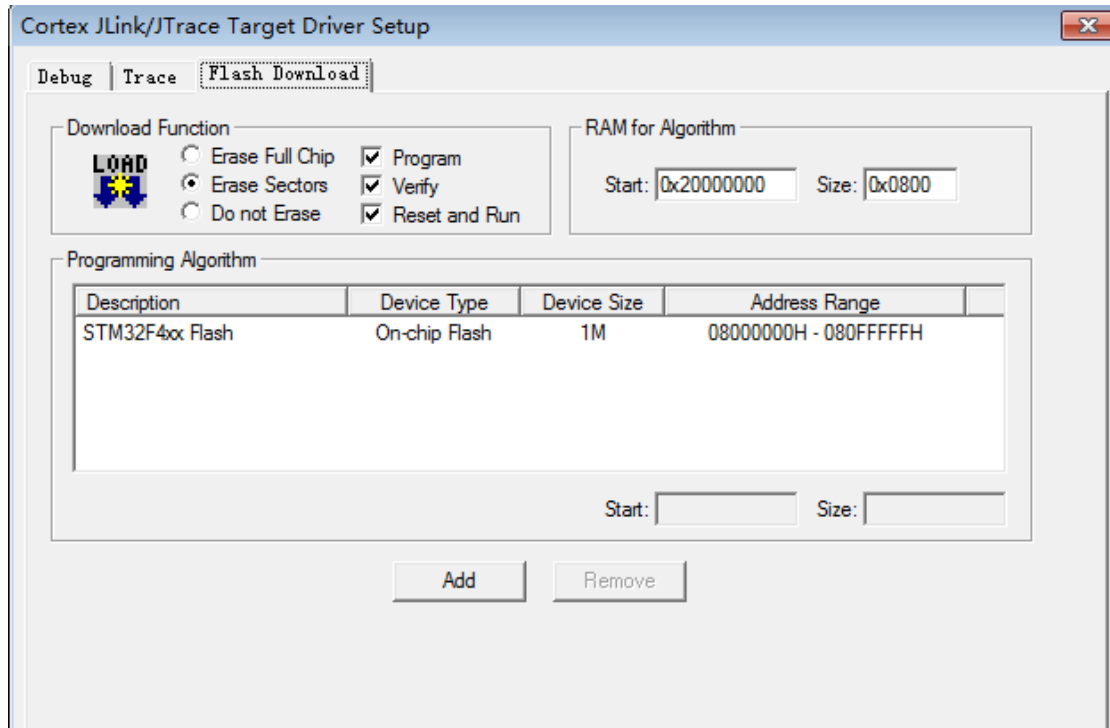 Cortex JLink/JTrace Target Driver Setup
Debug Trace Flash Download
Download Function
LOAD
Erase Full Chip Program
Erase Sectors Verify
Do not Erase Reset and Run
RAM for Algorithm
Start: 0x20000000 Size: 0x0800
Programming Algorithm
Description Device Type Device Size Address Range
STM32F4xx Flash On-chip Flash 1M 08000000H - 080FFFFFH
Start: Size:
Add Remove